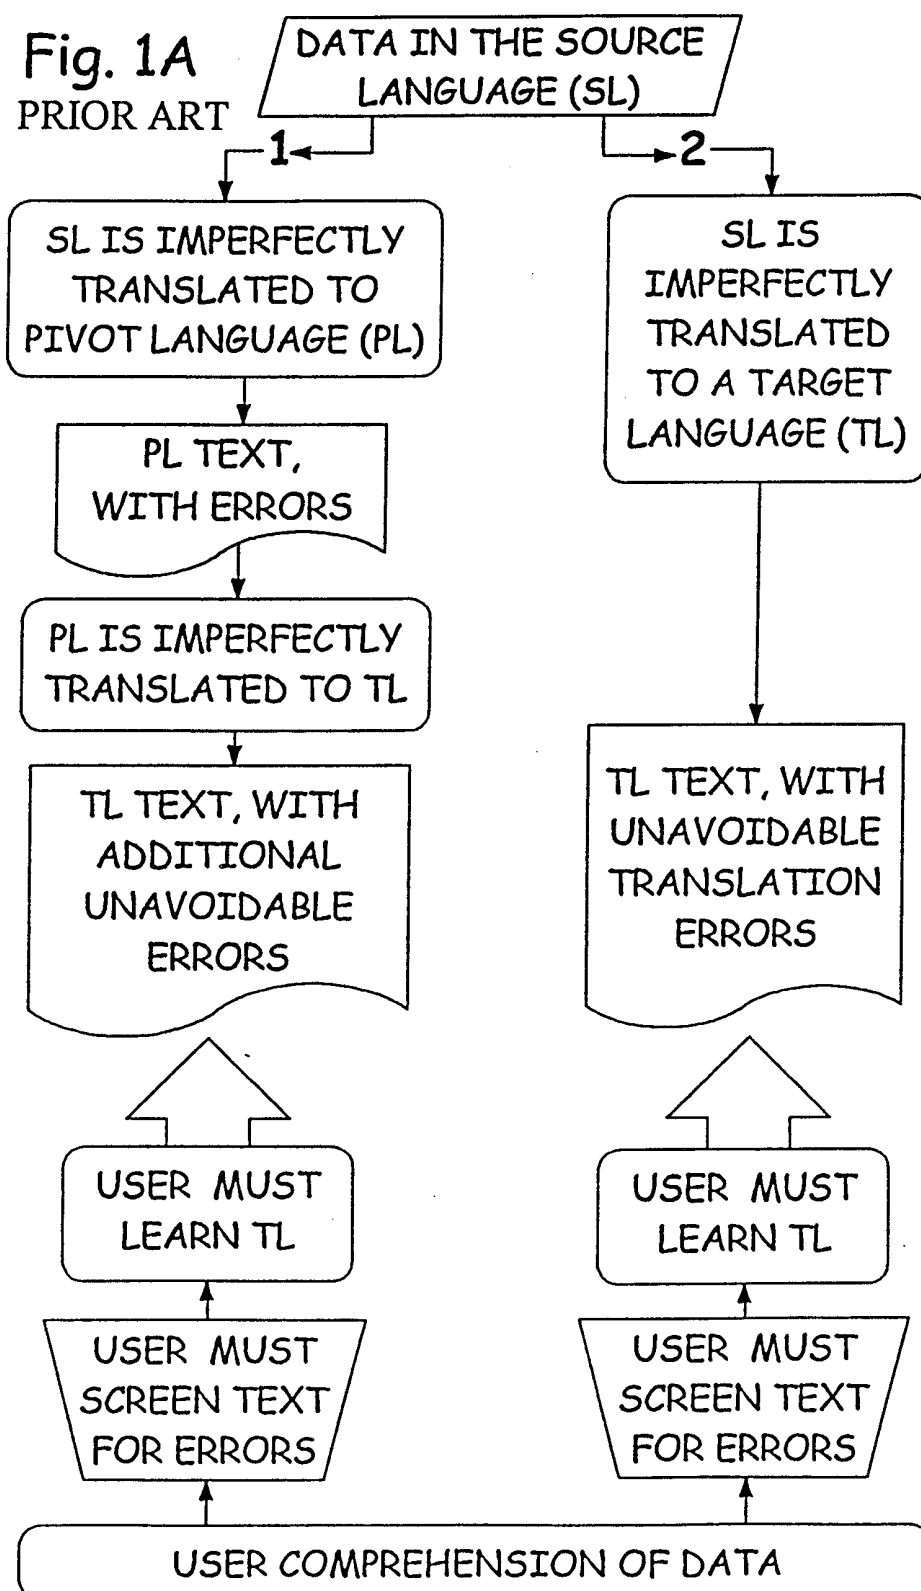 Fig. 1A
PRIOR ART
DATA IN THE SOURCE
LANGUAGE (SL)
1
2
SL IS IMPERFECTLY
TRANSLATED TO
PIVOT LANGUAGE (PL)
PL TEXT,
WITH ERRORS
PL IS IMPERFECTLY
TRANSLATED TO TL
TL TEXT, WITH
ADDITIONAL
UNAVOIDABLE
ERRORS
USER MUST
LEARN TL
USER MUST
SCREEN TEXT
FOR ERRORS
SL IS
IMPERFECTLY
TRANSLATED
TO A TARGET
LANGUAGE (TL)
TL TEXT, WITH
UNAVOIDABLE
TRANSLATION
ERRORS
USER MUST
LEARN TL
USER MUST
SCREEN TEXT
FOR ERRORS
USER COMPREHENSION OF DATA